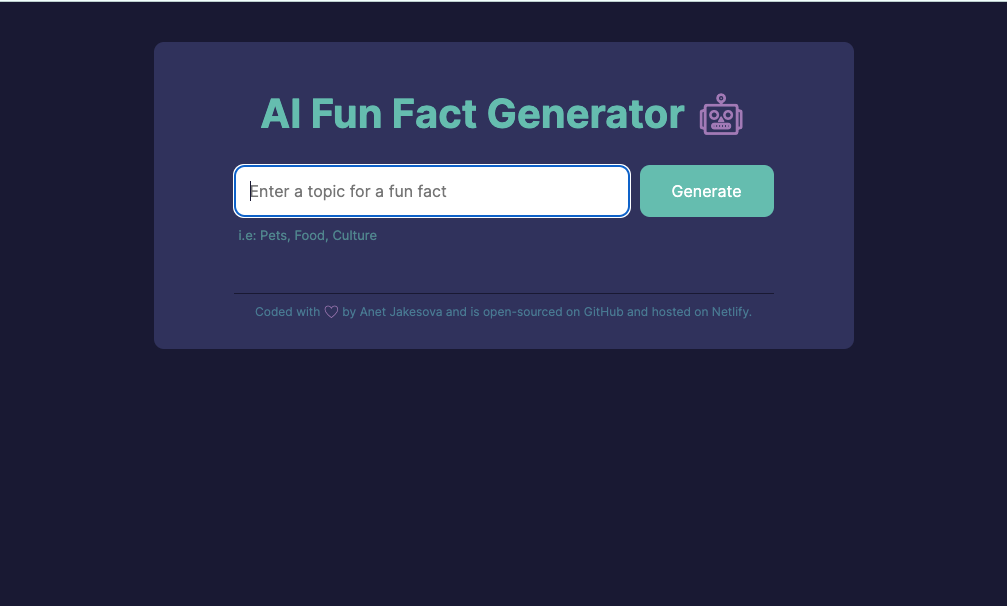 AI Fun Fact Generator
Enter a topic for a fun fact
Generate
i.e: Pets, Food, Culture
Coded with ♡ by Anet Jakesova and is open-sourced on GitHub and hosted on Netlify.